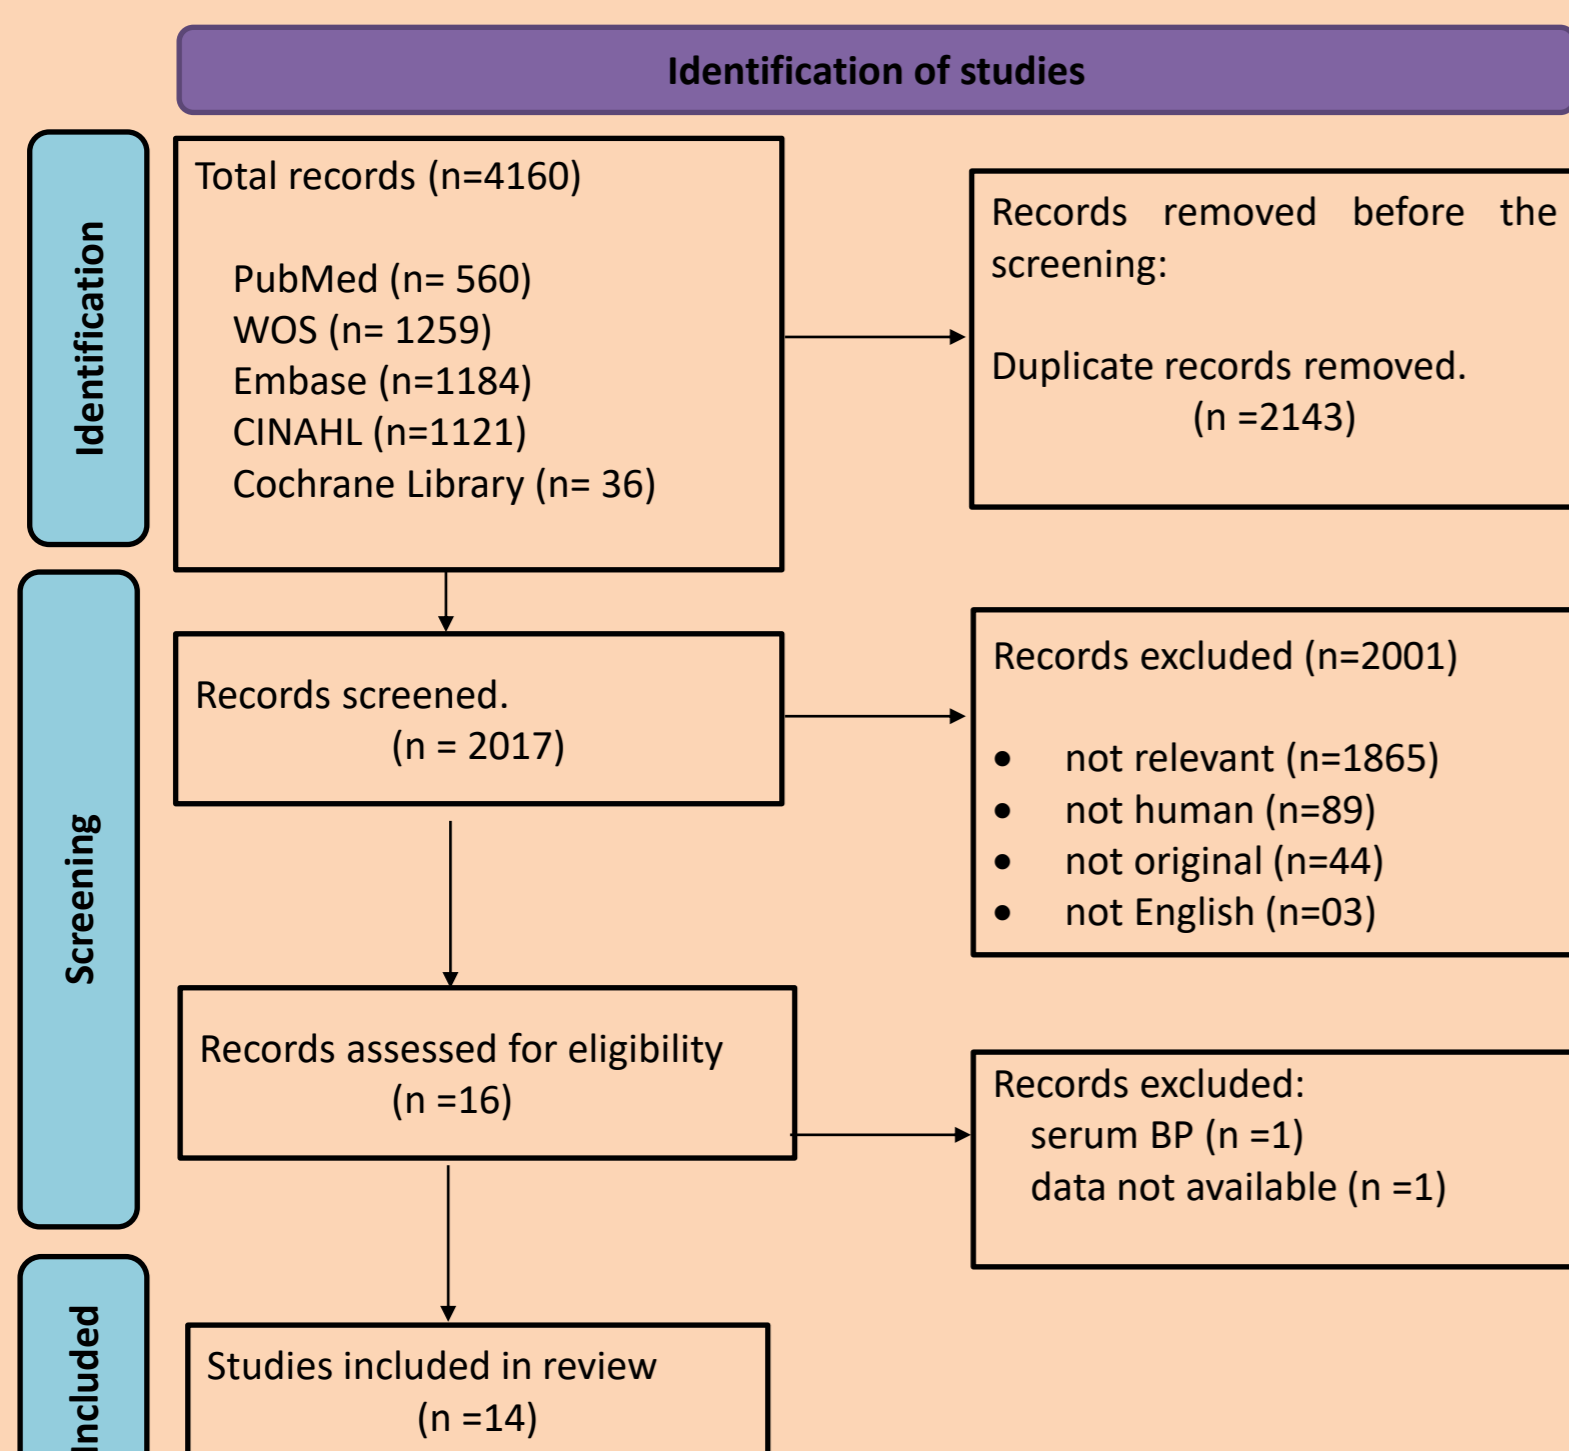 Identification of studies
Identification
Total records (n=4160)
PubMed (n= 560)
WOS (n= 1259)
Embase (n=1184)
CINAHL (n=1121)
Cochrane Library (n= 36)
Records removed before the
screening:
Duplicate records removed.
(n =2143)
Screening
Records screened.
(n = 2017)
Records excluded (n=2001)
• not relevant (n=1865)
• not human (n=89)
• not original (n=44)
• not English (n=03)
Records assessed for eligibility
(n =16)
Records excluded:
serum BP (n =1)
data not available (n =1)
Included
Studies included in review
(n =14)